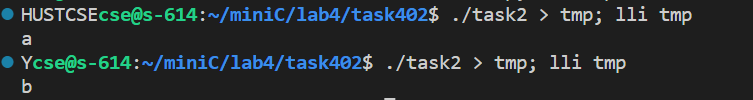 HUSTCSEcse@s-614:~/miniC/lab4/task402$ ./task2 > tmp; lli tmp
a
Ycse@s-614:~/miniC/lab4/task402$ ./task2 > tmp; lli tmp
b